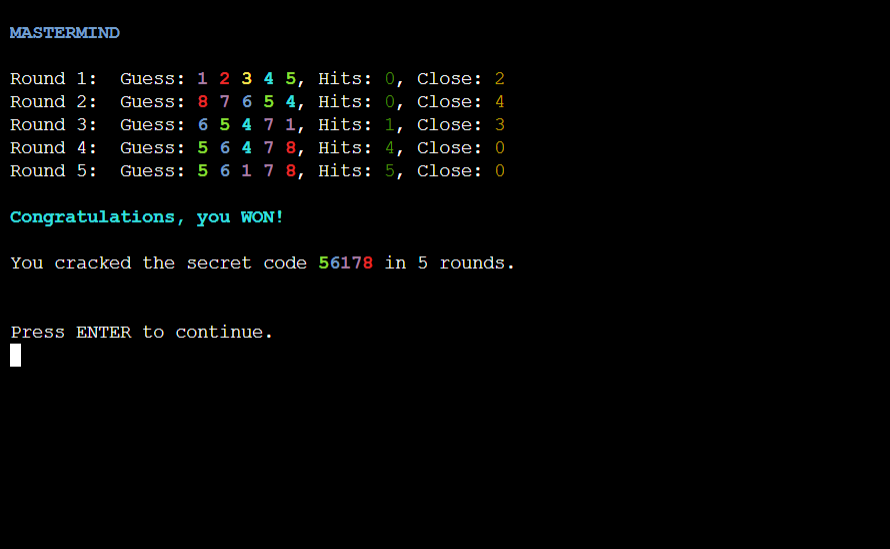 MASTERMIND
Round 1:  Guess: 1 2 3 4 5, Hits: 0, Close: 2
Round 2:  Guess: 8 7 6 5 4, Hits: 0, Close: 4
Round 3:  Guess: 6 5 4 7 1, Hits: 1, Close: 3
Round 4:  Guess: 5 6 4 7 8, Hits: 4, Close: 0
Round 5:  Guess: 5 6 1 7 8, Hits: 5, Close: 0
Congratulations, you WON!
You cracked the secret code 56178 in 5 rounds.
Press ENTER to continue.